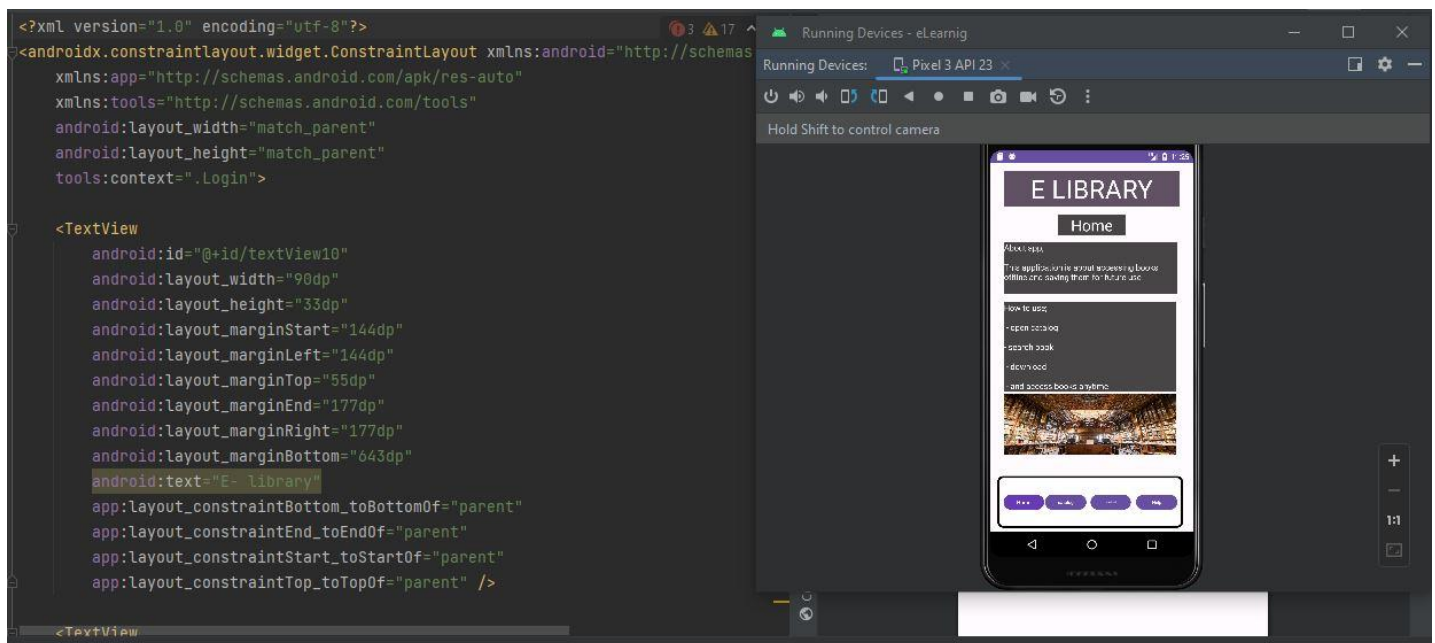 <?xml version="1.0" encoding="utf-8"?>
3 17
<androidx.constraintlayout.widget.ConstraintLayout xmlns:android="http://schemas
xmlns:app="http://schemas.android.com/apk/res-auto"
xmlns:tools="http://schemas.android.com/tools"
android:layout_width="match_parent"
android:layout_height="match_parent"
tools:context=".Login">
<TextView
android:id="@+id/textView10"
android:layout_width="90dp"
android:layout_height="33dp"
android:layout_marginStart="144dp"
android:layout_marginLeft="144dp"
android:layout_marginTop="55dp"
android:layout_marginEnd="177dp"
android:layout_marginRight="177dp"
android:layout_marginBottom="643dp"
android:text="E- library"
app:layout_constraintBottom_toBottomOf="parent"
app:layout_constraintEnd_toEndOf="parent"
app:layout_constraintStart_toStartOf="parent"
app:layout_constraintTop_toTopOf="parent" />
<TextView
Running Devices - eLearnig
Running Devices: Pixel 3 API 23
Hold Shift to control camera
E LIBRARY
Home
About app,
This application is about accessing books
offline and saving them for future use
How to use;
- open catalog
- search book
- download
- and access books anytime
Home Help
1:1